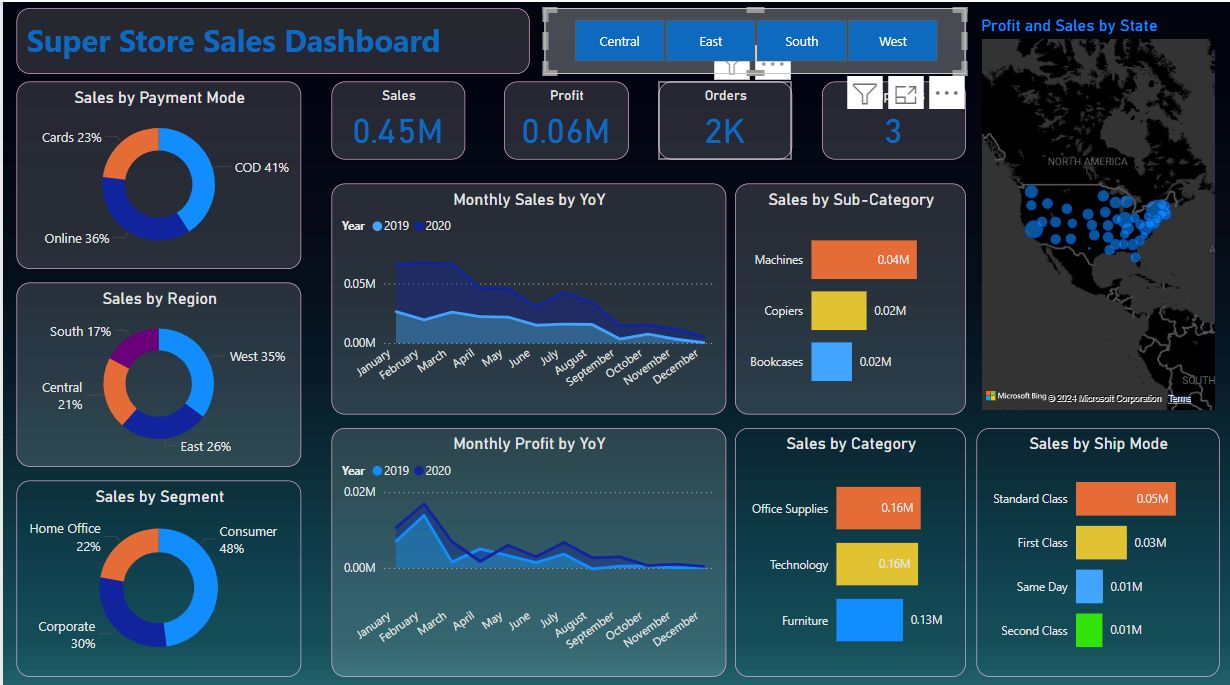 Super Store Sales Dashboard
Central
East
South
West
Profit and Sales by State
Sales by Payment Mode
Cards 23%
COD 41%
Online 36%
Sales
0.45M
Profit
0.06M
Orders
2K
3
NORTH AMERICA
SOUTH
A
Microsoft Bing
© 2024 Microsoft Corporation
Terms
Sales by Region
South 17%
West 35%
Central
21%
East 26%
Monthly Sales by YoY
Year 2019 2020
0.05M
0.00M
January
February
March
April
May
June
July
August
September
October
November
December
Sales by Sub-Category
Machines
0.04M
Copiers
0.02M
Bookcases
0.02M
Sales by Segment
Home Office
22%
Consumer
48%
Corporate
30%
Monthly Profit by YoY
Year 2019 2020
0.02M
0.00M
January
February
March
April
May
June
July
August
September
October
November
December
Sales by Category
Office Supplies
0.16M
Technology
0.16M
Furniture
0.13M
Sales by Ship Mode
Standard Class
0.05M
First Class
0.03M
Same Day
0.01M
Second Class
0.01M